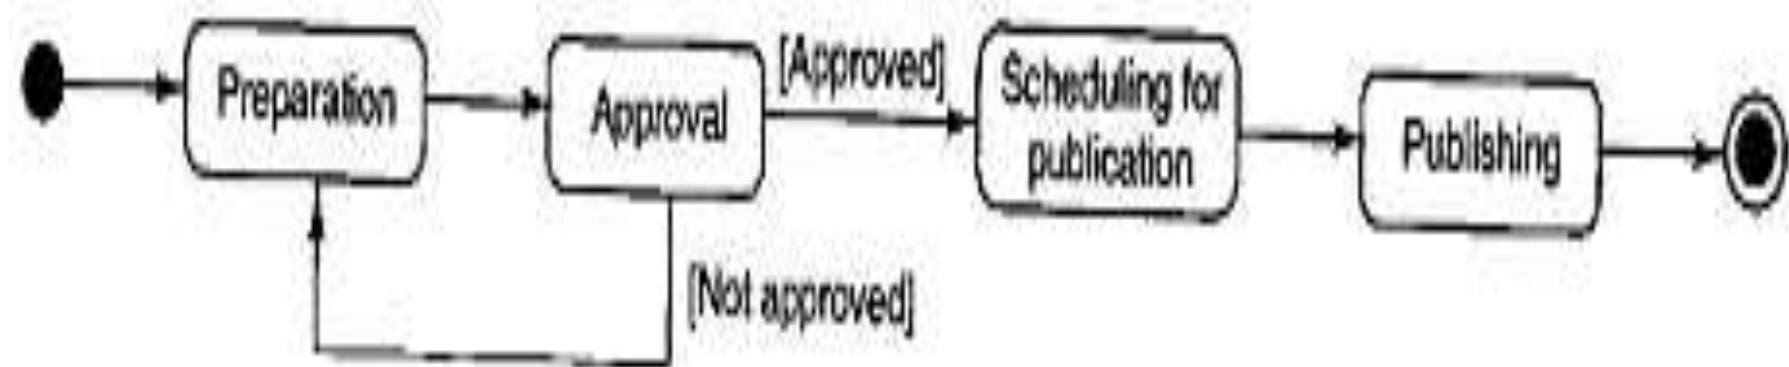 Preparation
Approval
[Approved]
Scheduling for
publication
Publishing
[Not approved]